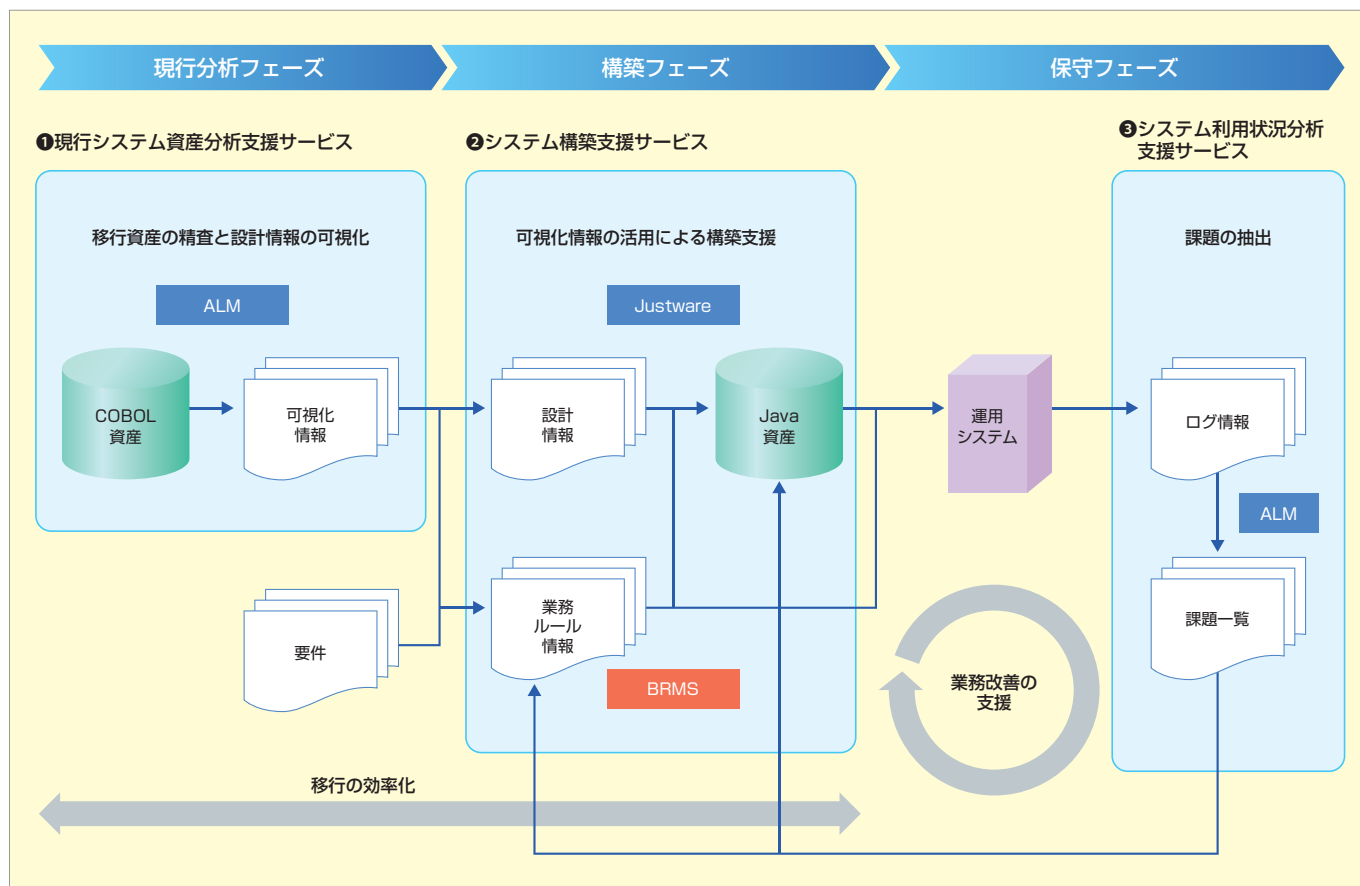 現行分析フェーズ
構築フェーズ
保守フェーズ
❶現行システム資産分析支援サービス
❷システム構築支援サービス
❸システム利用状況分析
支援サービス
移行資産の精査と設計情報の可視化
可視化情報の活用による構築支援
課題の抽出
ALM
Justware
COBOL
資産
可視化
情報
設計
情報
Java
資産
運用
システム
ログ情報
ALM
要件
業務
ルール
情報
BRMS
業務改善の
支援
課題一覧
移行の効率化